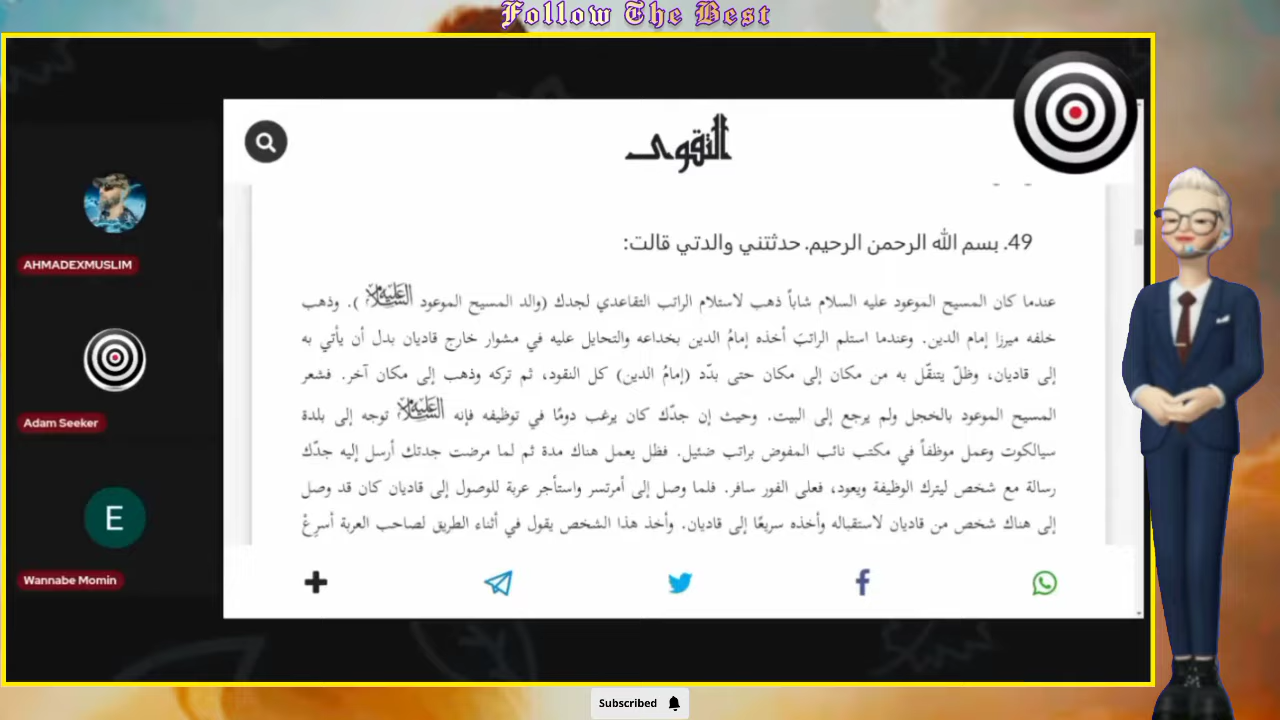 Follow The Best
التقوى
49. بسم الله الرحمن الرحيم. حدثتني والدتي قالت:
عندما كان المسيح الموعود عليه السلام شاباً ذهب لاستلام الراتب التقاعدي لجدك (والد المسيح الموعود عليه السلام). وذهب
خلفه ميرزا إمام الدين. وعندما استلم الراتبَ أخذه إمامُ الدين بخداعه والتحايل عليه في مشوار خارج قاديان بدل أن يأتي به
إلى قاديان، وظلّ يتنقّل به من مكان إلى مكان حتى بدّد (إمامُ الدين) كل النقود، ثم تركه وذهب إلى مكان آخر. فشعر
المسيح الموعود بالخجل ولم يرجع إلى البيت. وحيث إن جدّك كان يرغب دومًا في توظيفه فإنه عليه السلام توجه إلى بلدة
سيالكوت وعمل موظفاً في مكتب نائب المفوض براتب ضئيل. فظل يعمل هناك مدة ثم لما مرضت جدتك أرسل إليه جدّك
رسالة مع شخص ليترك الوظيفة ويعود، فعلى الفور سافر. فلما وصل إلى أمرتسر واستأجر عربة للوصول إلى قاديان كان قد وصل
إلى هناك شخص من قاديان لاستقباله وأخذه سريعًا إلى قاديان. وأخذ هذا الشخص يقول في أثناء الطريق لصاحب العربة أسرِعْ
AHMADEXMUSLIM
Adam Seeker
E
Wannabe Momin
Subscribed